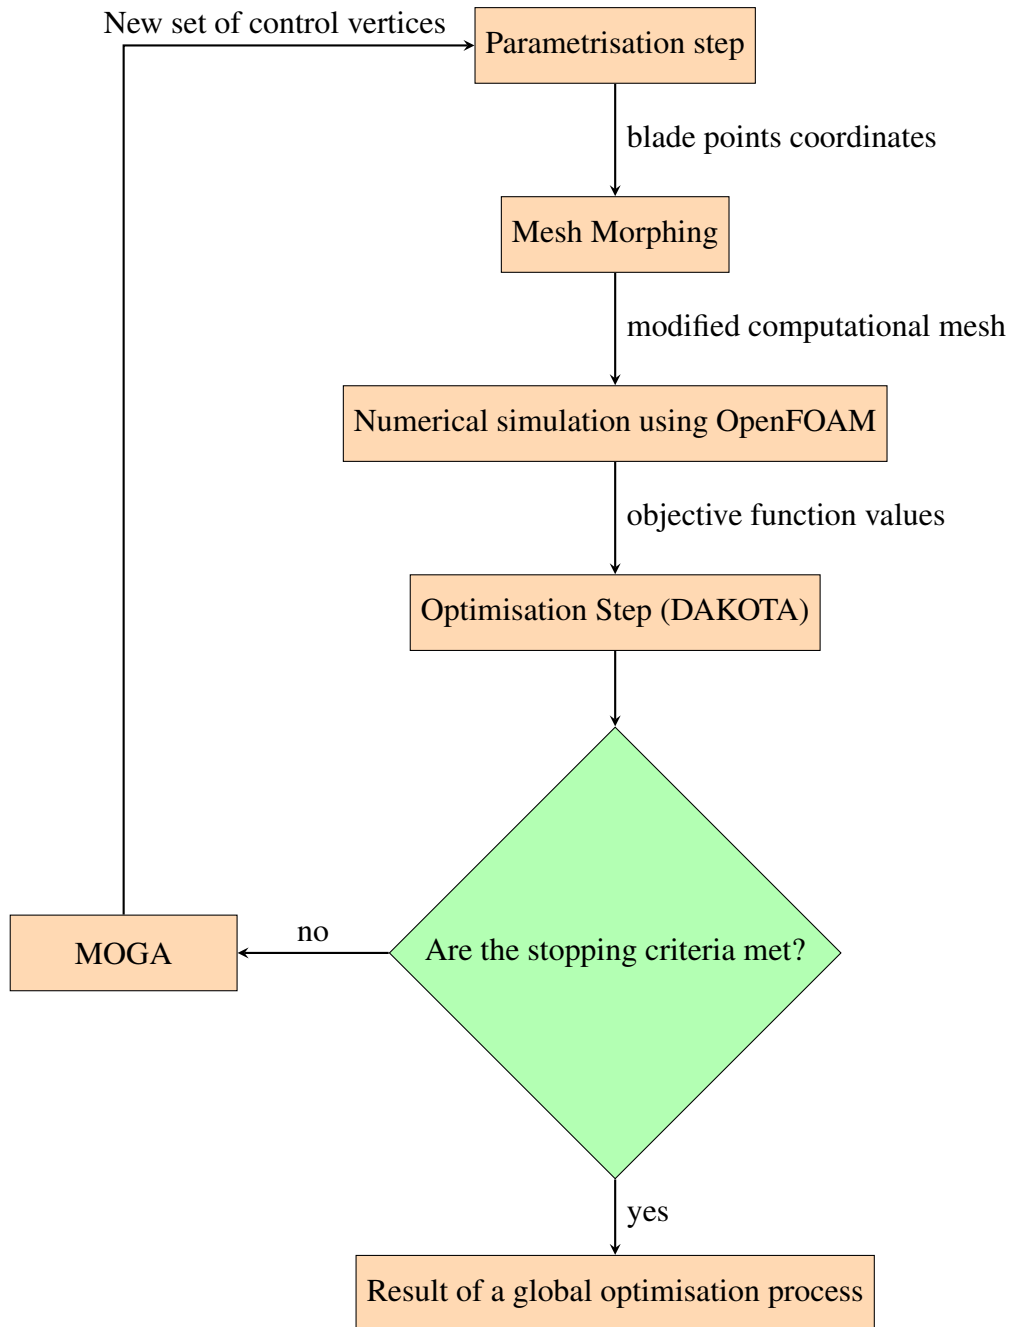 New set of control vertices
Parametrisation step
blade points coordinates
Mesh Morphing
modified computational mesh
Numerical simulation using OpenFOAM
objective function values
Optimisation Step (DAKOTA)
Are the stopping criteria met?
no
MOGA
yes
Result of a global optimisation process